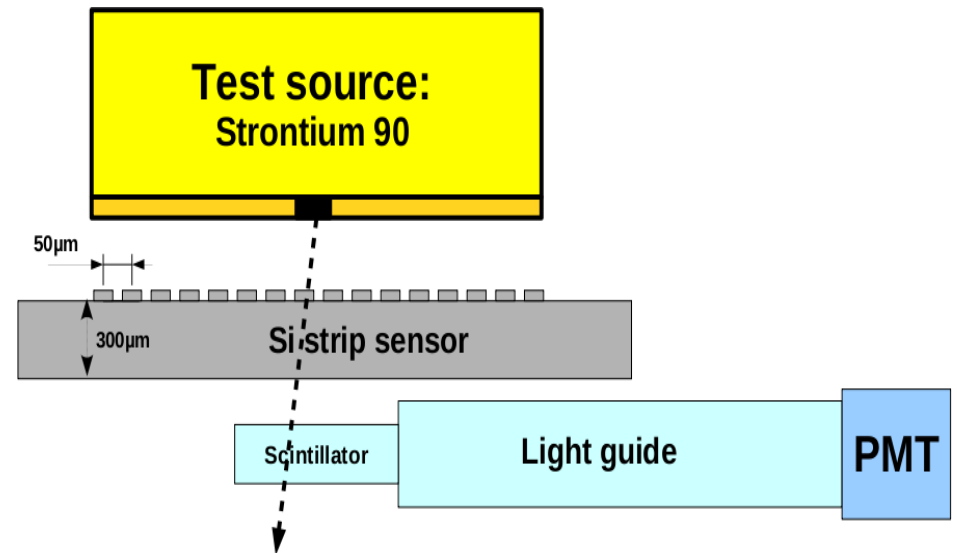 Test source:
Strontium 90
50µm
300µm
Si strip sensor
Scintillator
Light guide
PMT